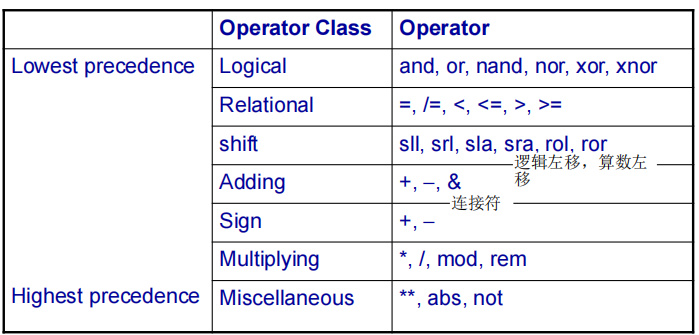 Operator Class Operator
Lowest precedence Logical and, or, nand, nor, xor, xnor
Relational =, /=, <, <=, >, >=
shift sll, srl, sla, sra, rol, ror
逻辑左移，算数左
移
Adding +, –, &
连接符
Sign +, –
Multiplying *, /, mod, rem
Highest precedence Miscellaneous **, abs, not